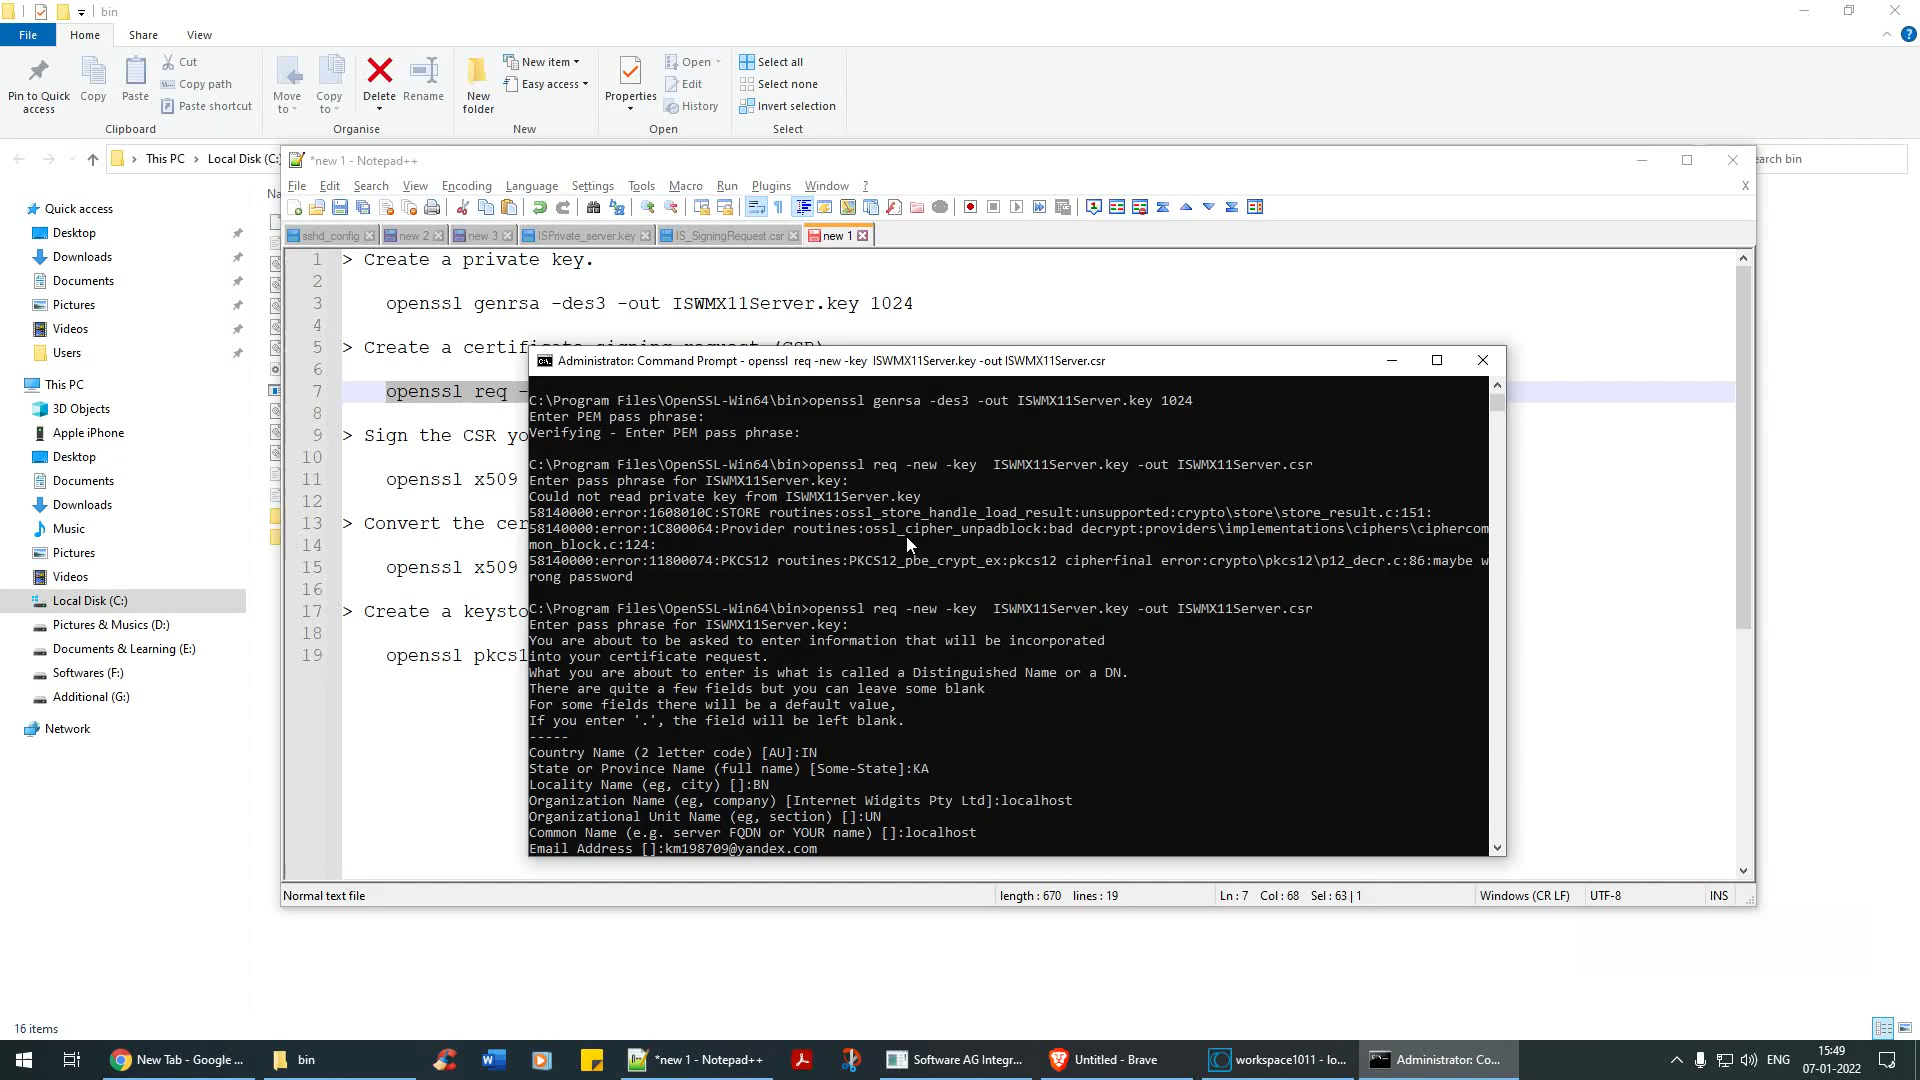 bin
File
Home
Share
View
Pin to Quick access
Copy
Paste
Cut
Copy path
Paste shortcut
Clipboard
Move to
Copy to
Delete
Rename
Organise
New folder
New item
Easy access
New
Properties
Open
Edit
History
Open
Select all
Select none
Invert selection
Select
This PC
Local Disk (C:
earch bin
Quick access
Desktop
Downloads
Documents
Pictures
Videos
Users
This PC
3D Objects
Apple iPhone
Desktop
Documents
Downloads
Music
Pictures
Videos
Local Disk (C:)
Pictures & Musics (D:)
Documents & Learning (E:)
Softwares (F:)
Additional (G:)
Network
16 items
Na
*new 1 - Notepad++
File Edit Search View Encoding Language Settings Tools Macro Run Plugins Window ? X
sshd_config
new 2
new 3
ISPrivate_server.key
IS_SigningRequest.csr
new 1
1 > Create a private key.
2
3 openssl genrsa -des3 -out ISWMX11Server.key 1024
4
5 > Create a certificate signing request (CSR)
6
7 openssl req -
8
9 > Sign the CSR yo
10
11 openssl x509
12
13 > Convert the cer
14
15 openssl x509
16
17 > Create a keysto
18
19 openssl pkcs1
Administrator: Command Prompt - openssl req -new -key ISWMX11Server.key -out ISWMX11Server.csr
C:\Program Files\OpenSSL-Win64\bin>openssl genrsa -des3 -out ISWMX11Server.key 1024
Enter PEM pass phrase:
Verifying - Enter PEM pass phrase:
C:\Program Files\OpenSSL-Win64\bin>openssl req -new -key  ISWMX11Server.key -out ISWMX11Server.csr
Enter pass phrase for ISWMX11Server.key:
Could not read private key from ISWMX11Server.key
58140000:error:1608010C:STORE routines:ossl_store_handle_load_result:unsupported:crypto\store\store_result.c:151:
58140000:error:1C800064:Provider routines:ossl_cipher_unpadblock:bad decrypt:providers\implementations\ciphers\ciphercom
mon_block.c:124:
58140000:error:11800074:PKCS12 routines:PKCS12_pbe_crypt_ex:pkcs12 cipherfinal error:crypto\pkcs12\p12_decr.c:86:maybe w
rong password
C:\Program Files\OpenSSL-Win64\bin>openssl req -new -key  ISWMX11Server.key -out ISWMX11Server.csr
Enter pass phrase for ISWMX11Server.key:
You are about to be asked to enter information that will be incorporated
into your certificate request.
What you are about to enter is what is called a Distinguished Name or a DN.
There are quite a few fields but you can leave some blank
For some fields there will be a default value,
If you enter '.', the field will be left blank.
-----
Country Name (2 letter code) [AU]:IN
State or Province Name (full name) [Some-State]:KA
Locality Name (eg, city) []:BN
Organization Name (eg, company) [Internet Widgits Pty Ltd]:localhost
Organizational Unit Name (eg, section) []:UN
Common Name (e.g. server FQDN or YOUR name) []:localhost
Email Address []:km198709@yandex.com
Normal text file
length : 670 lines : 19
Ln : 7 Col : 68 Sel : 63 | 1
Windows (CR LF)
UTF-8
INS
New Tab - Google ...
bin
*new 1 - Notepad++
Software AG Integr...
Untitled - Brave
workspace1011 - lo...
Administrator: Co...
ENG
15:49
07-01-2022